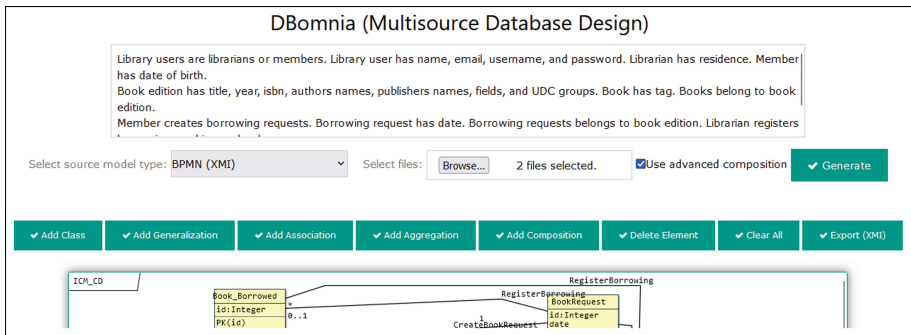 DBomnia (Multisource Database Design)
Library users are librarians or members. Library user has name, email, username, and password. Librarian has residence. Member
has date of birth.
Book edition has title, year, isbn, authors names, publishers names, fields, and UDC groups. Book has tag. Books belong to book
edition.
Member creates borrowing requests. Borrowing request has date. Borrowing requests belongs to book edition. Librarian registers
Select source model type: BPMN (XMI) Select files: Browse... 2 files selected. Use advanced composition ✔ Generate
✔ Add Class ✔ Add Generalization ✔ Add Association ✔ Add Aggregation ✔ Add Composition ✔ Delete Element ✔ Clear All ✔ Export (XMI)
ICM_CD
RegisterBorrowing
Book_Borrowed
RegisterBorrowing
BookRequest
id:Integer
*
0..1
PK(id)
1
CreateBookRequest
id:Integer
date